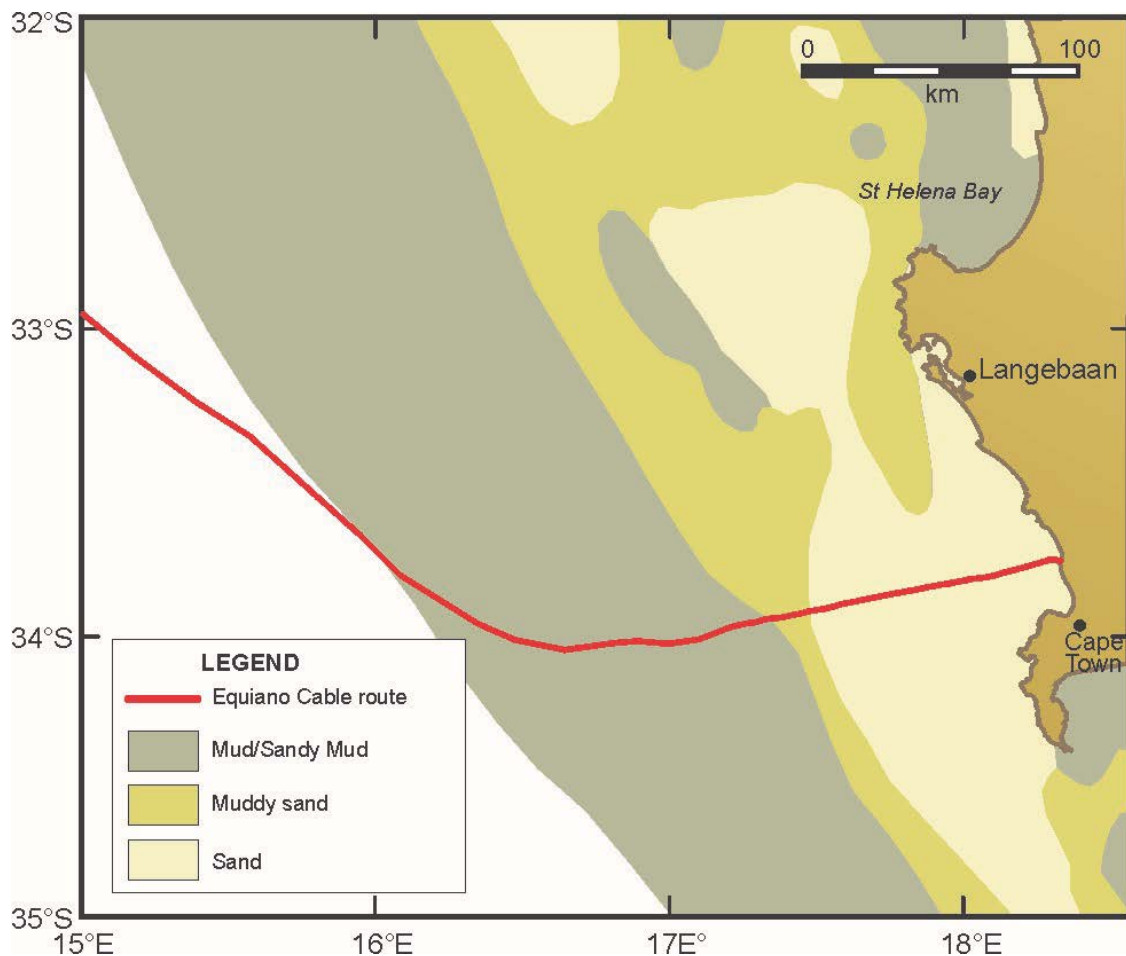 32°S
0 100
km
St Helena Bay
33°S
Langebaan
34°S
Cape
Town
LEGEND
Equiano Cable route
Mud/Sandy Mud
Muddy sand
Sand
35°S
15°E 16°E 17E° 18°E